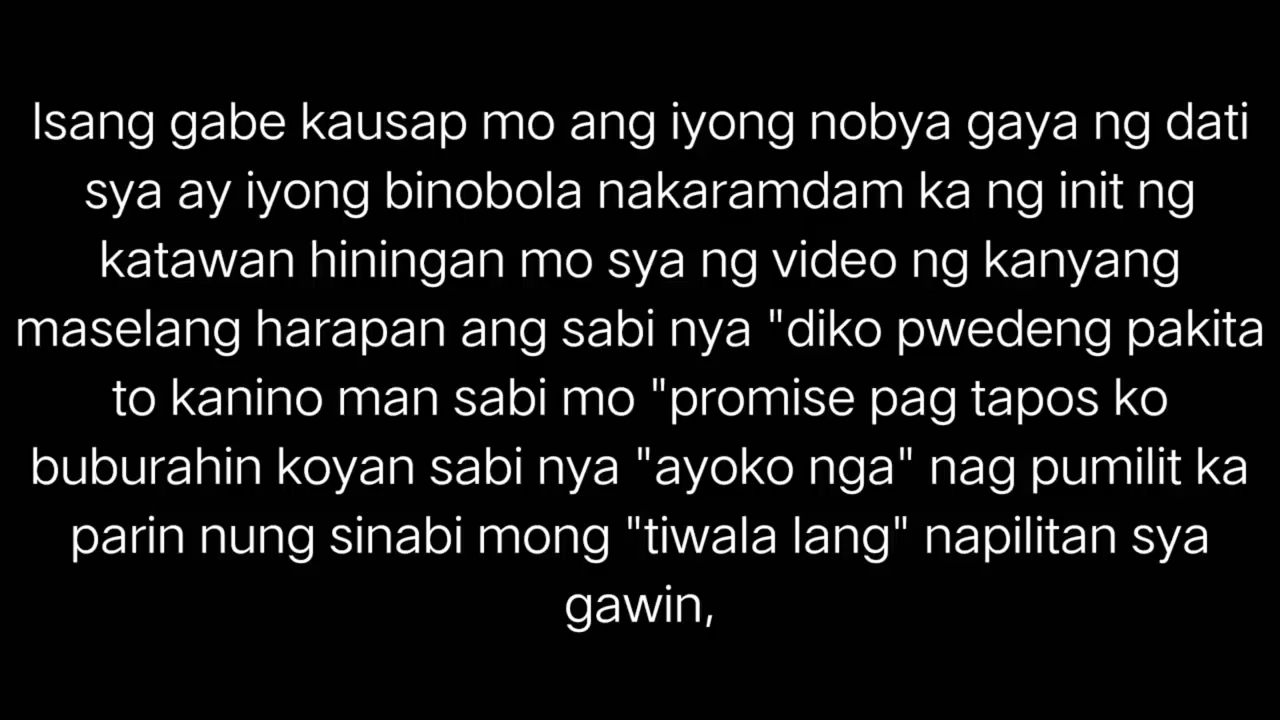 Isang gabe kausap mo ang iyong nobya gaya ng dati
sya ay iyong binobola nakaramdam ka ng init ng
katawan hiningan mo sya ng video ng kanyang
maselang harapan ang sabi nya "diko pwedeng pakita
to kanino man sabi mo "promise pag tapos ko
buburahin koyan sabi nya "ayoko nga" nag pumilit ka
parin nung sinabi mong "tiwala lang" napilitan sya
gawin,